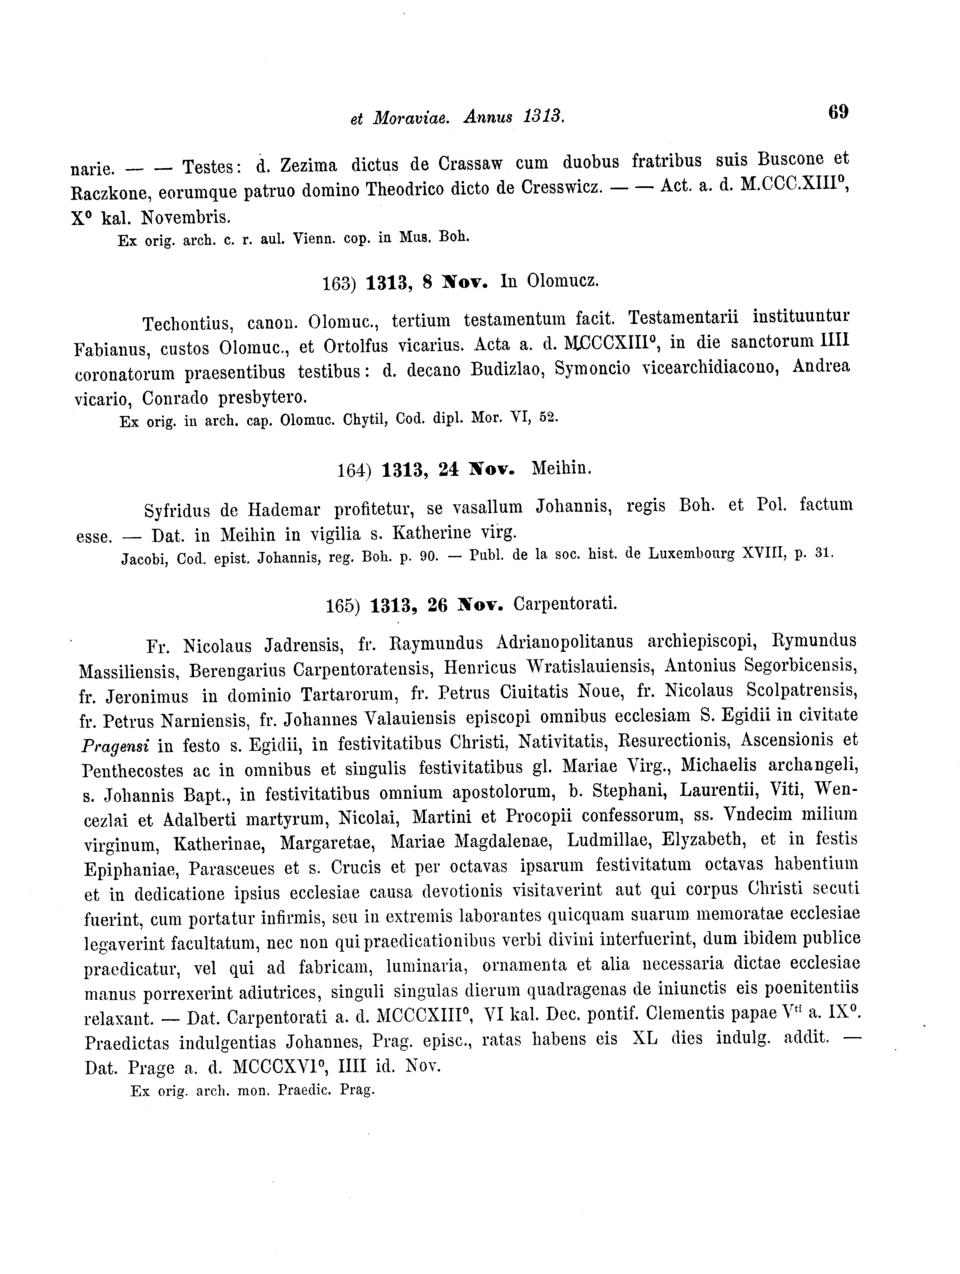 et Moraviae. Annus 1313. 69
narie. — — Testes: d. Zezima dictus de Crassaw cum duobus fratribus suis Buscone et
Raczkone, eorumque patruo domino Theodrico dicto de Cresswicz. — — Act. a. d. M.CCC.XIII⁰,
X⁰ kal. Novembris.
Ex orig. arch. c. r. aul. Vienn. cop. in Mus. Boh.
163) 1313, 8 Nov. In Olomucz.
Techontius, canon. Olomuc., tertium testamentum facit. Testamentarii instituuntur
Fabianus, custos Olomuc., et Ortolfus vicarius. Acta a. d. MCCCXIII⁰, in die sanctorum IIII
coronatorum praesentibus testibus: d. decano Budizlao, Symoncio vicearchidiacono, Andrea
vicario, Conrado presbytero.
Ex orig. in arch. cap. Olomuc. Chytil, Cod. dipl. Mor. VI, 52.
164) 1313, 24 Nov. Meihin.
Syfridus de Hademar profitetur, se vasallum Johannis, regis Boh. et Pol. factum
esse. — Dat. in Meihin in vigilia s. Katherine virg.
Jacobi, Cod. epist. Johannis, reg. Boh. p. 90. — Publ. de la soc. hist. de Luxembourg XVIII, p. 31.
165) 1313, 26 Nov. Carpentorati.
Fr. Nicolaus Jadrensis, fr. Raymundus Adrianopolitanus archiepiscopi, Rymundus
Massiliensis, Berengarius Carpentoratensis, Henricus Wratislauiensis, Antonius Segorbicensis,
fr. Jeronimus in dominio Tartarorum, fr. Petrus Ciuitatis Noue, fr. Nicolaus Scolpatrensis,
fr. Petrus Narniensis, fr. Johannes Valauiensis episcopi omnibus ecclesiam S. Egidii in civitate
Pragensi in festo s. Egidii, in festivitatibus Christi, Nativitatis, Resurectionis, Ascensionis et
Penthecostes ac in omnibus et singulis festivitatibus gl. Mariae Virg., Michaelis archangeli,
s. Johannis Bapt., in festivitatibus omnium apostolorum, b. Stephani, Laurentii, Viti, Wen-
cezlai et Adalberti martyrum, Nicolai, Martini et Procopii confessorum, ss. Vndecim milium
virginum, Katherinae, Margaretae, Mariae Magdalenae, Ludmillae, Elyzabeth, et in festis
Epiphaniae, Parasceues et s. Crucis et per octavas ipsarum festivitatum octavas habentium
et in dedicatione ipsius ecclesiae causa devotionis visitaverint aut qui corpus Christi secuti
fuerint, cum portatur infirmis, seu in extremis laborantes quicquam suarum memoratae ecclesiae
legaverint facultatum, nec non qui praedicationibus verbi divini interfuerint, dum ibidem publice
praedicatur, vel qui ad fabricam, luminaria, ornamenta et alia necessaria dictae ecclesiae
manus porrexerint adiutrices, singuli singulas dierum quadragenas de iniunctis eis poenitentiis
relaxant. — Dat. Carpentorati a. d. MCCCXIII⁰, VI kal. Dec. pontif. Clementis papae Vᵗⁱ a. IX⁰.
Praedictas indulgentias Johannes, Prag. episc., ratas habens eis XL dies indulg. addit. —
Dat. Prage a. d. MCCCXVI⁰, IIII id. Nov.
Ex orig. arch. mon. Praedic. Prag.